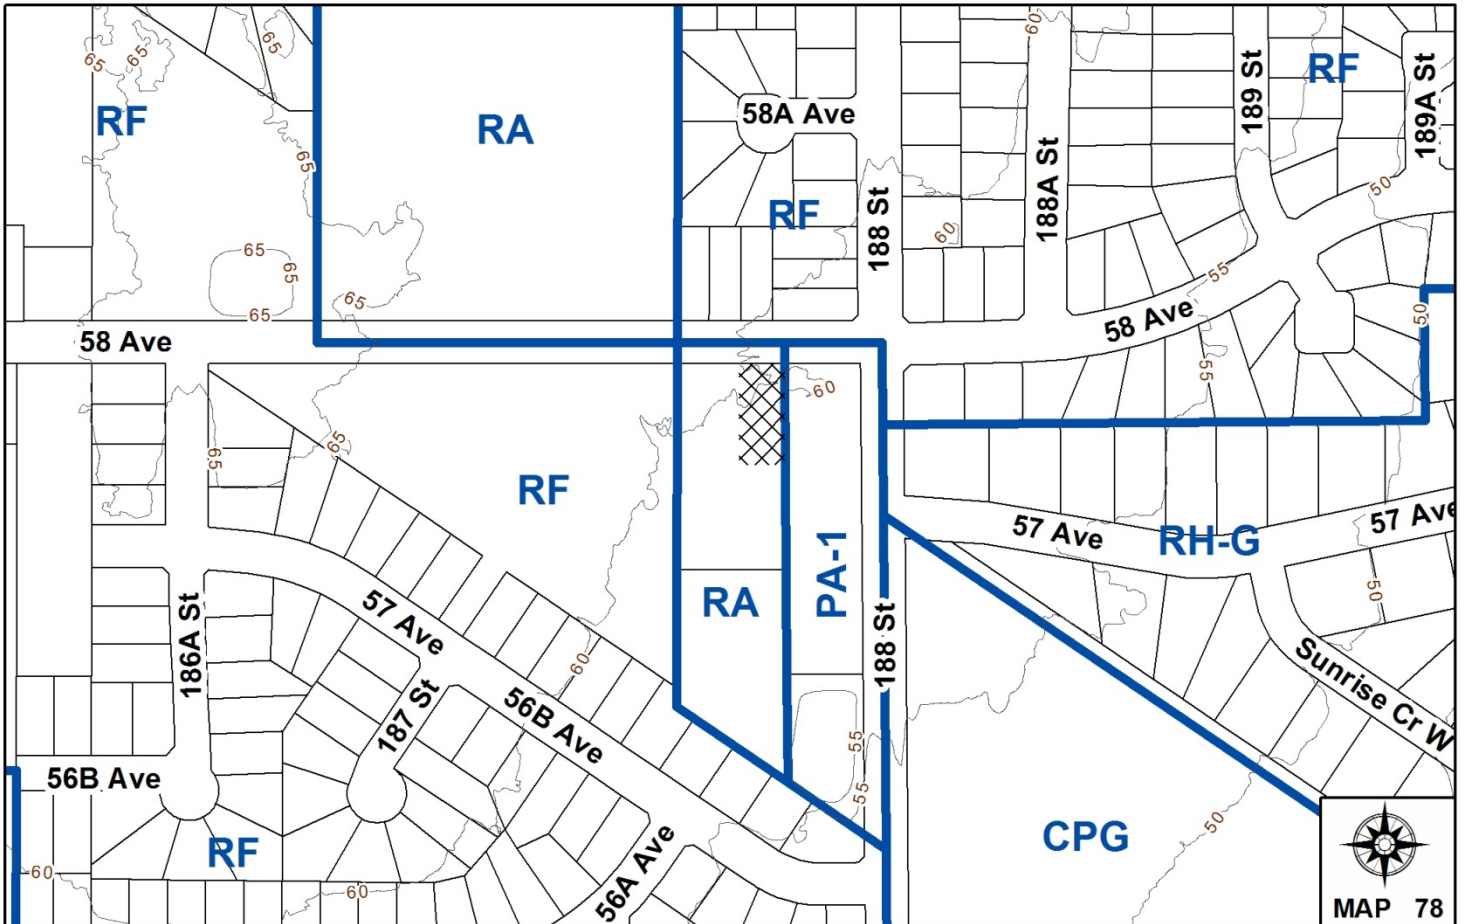 60
65
65
65
RF
RA
58A Ave
189 St
RF
189A St
65
188A St
50
RF
188 St
60
65
65
65
65
55
58 Ave
50
58 Ave
60
55
65
65
RF
57 Ave
RH-G
57 Ave
PA-1
57 Ave
186A St
RA
188 St
50
60
Sunrise Cr W
187 St
56B Ave
55
56B Ave
55
50
CPG
RF
60
60
56A Ave
MAP 78